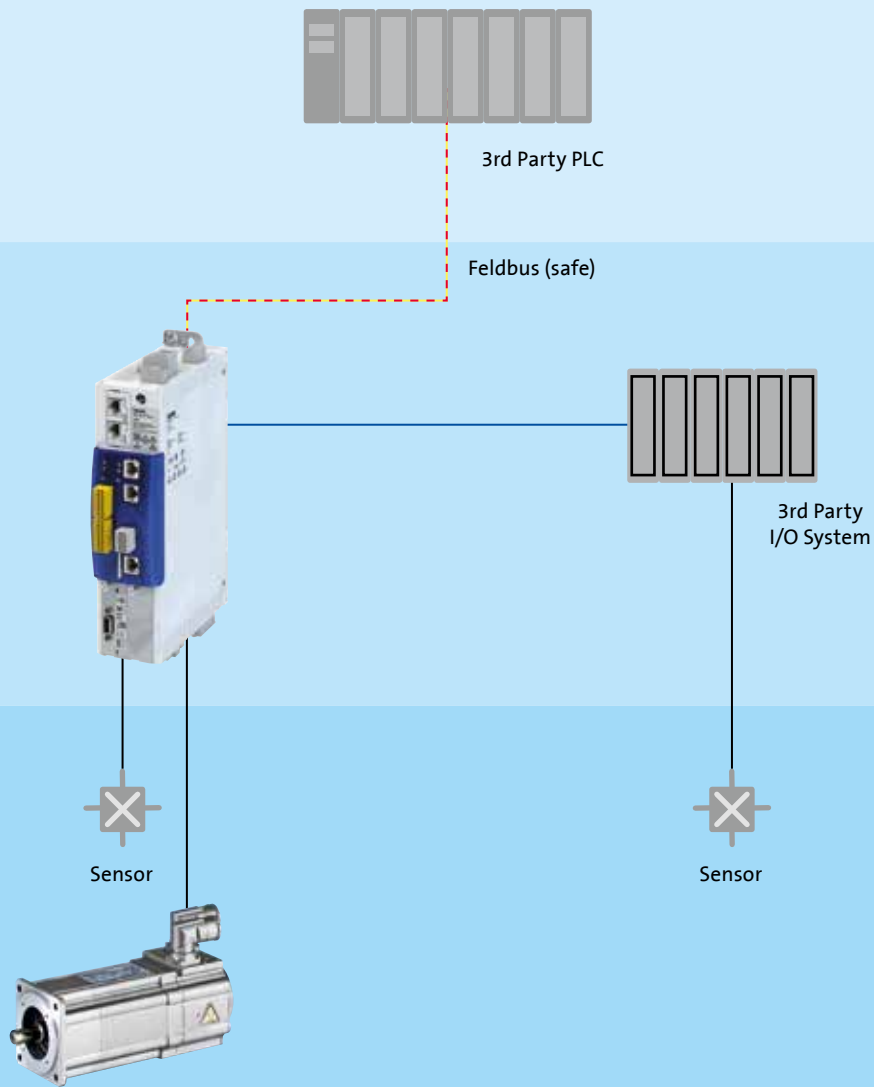 3rd Party PLC
Feldbus (safe)
3rd Party
I/O System
Sensor
Sensor